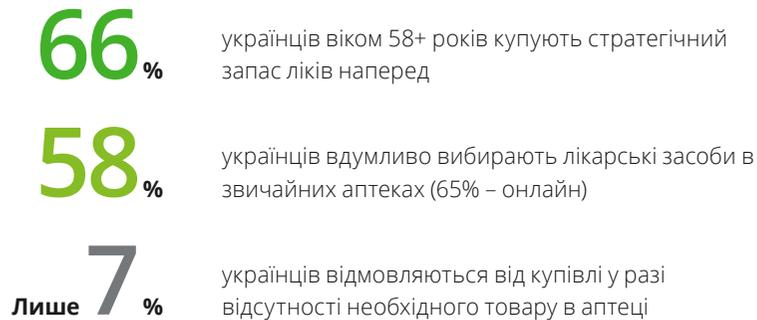 66% українців віком 58+ років купують стратегічний
запас ліків наперед
58% українців вдумливо вибирають лікарські засоби в
звичайних аптеках (65% – онлайн)
Лише 7% українців відмовляються від купівлі у разі
відсутності необхідного товару в аптеці